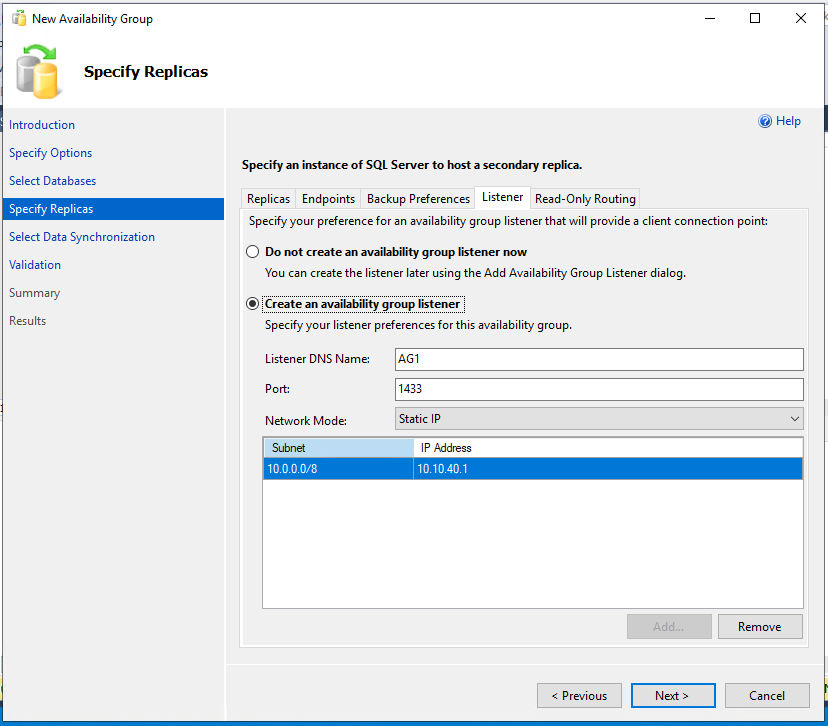 New Availability Group
Specify Replicas
Introduction
Specify Options
Select Databases
Specify Replicas
Select Data Synchronization
Validation
Summary
Results
Help
Specify an instance of SQL Server to host a secondary replica.
Replicas Endpoints Backup Preferences Listener Read-Only Routing
Specify your preference for an availability group listener that will provide a client connection point:
Do not create an availability group listener now
You can create the listener later using the Add Availability Group Listener dialog.
Create an availability group listener
Specify your listener preferences for this availability group.
Listener DNS Name: AG1
Port: 1433
Network Mode: Static IP
Subnet IP Address
10.0.0.0/8 10.10.40.1
Add... Remove
< Previous Next > Cancel